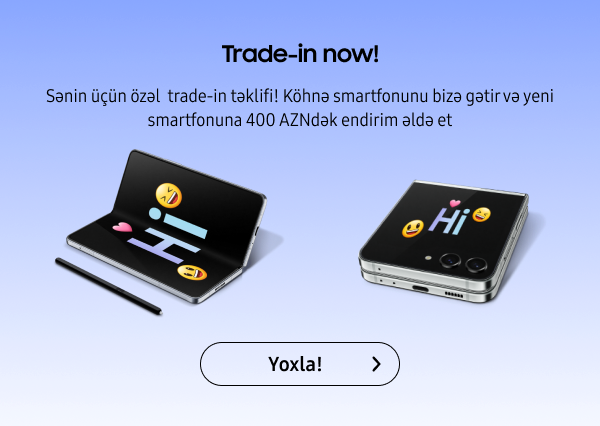 Trade-in now!
Sənin üçün özəl trade-in təklifi! Köhnə smartfonunu bizə gətir və yeni
smartfonuna 400 AZNdək endirim əldə et
Hi
Hi
Yoxla!